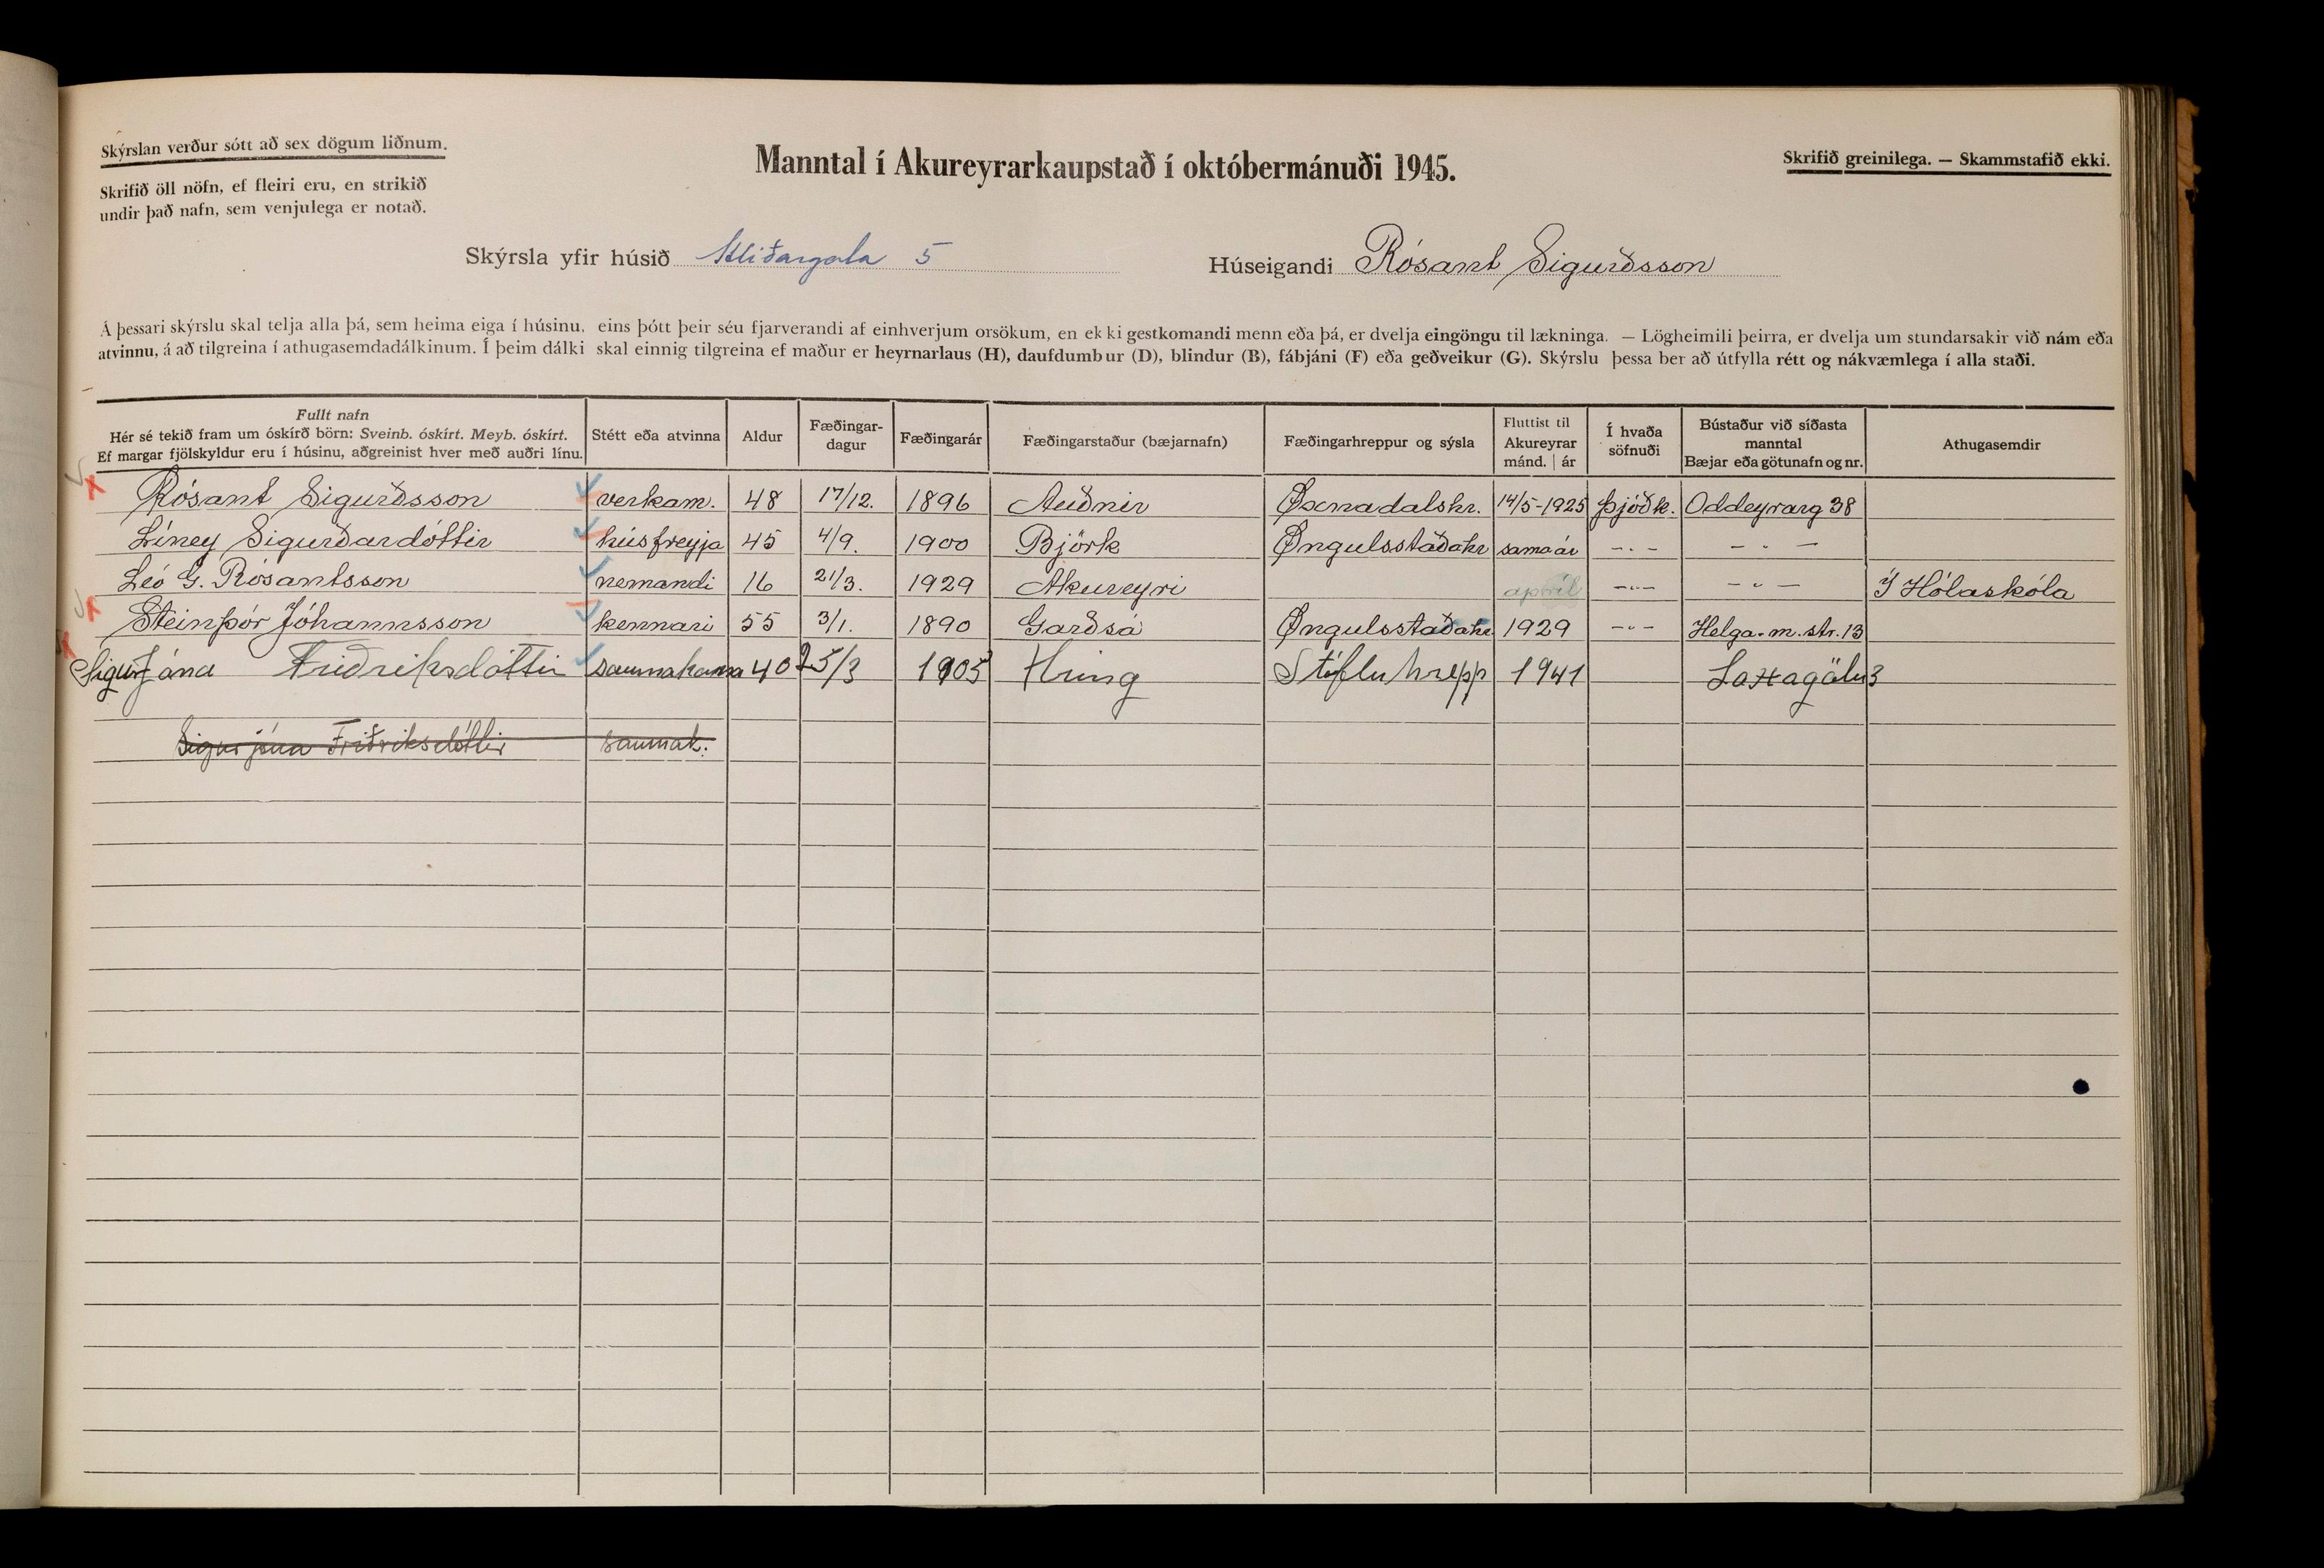 Skýrslan verður sótt að sex dögum liðnum.
Skrifið öll nöfn, ef fleiri eru, en strikið
undir það nafn, sem venjulega er notað.
Manntal í Akureyrarkaupstað í októbermánuði 1945.
Skrifið greinilega. — Skammstafið ekki.
Skýrsla yfir húsið Hlíðargata 5
Húseigandi Rósant Sigurðsson
Á þessari skýrslu skal telja alla þá, sem heima eiga í húsinu, eins þótt þeir séu fjarverandi af einhverjum orsökum, en ekki gestkomandi menn eða þá, er dvelja eingöngu til lækninga. — Lögheimili þeirra, er dvelja um stundarsakir við nám eða
atvinnu, á að tilgreina í athugasemdadálkinum. Í þeim dálki skal einnig tilgreina ef maður er heyrnarlaus (H), daufdumbur (D), blindur (B), fábjáni (F) eða geðveikur (G). Skýrslu þessa ber að útfylla rétt og nákvæmlega í alla staði.
Fullt nafn
Hér sé tekið fram um óskírð börn: Sveinb. óskírt. Meyb. óskírt.
Ef margar fjölskyldur eru í húsinu, aðgreinist hver með auðri línu.
Stétt eða atvinna
Aldur
Fæðingar-
dagur
Fæðingarár
Fæðingarstaður (bæjarnafn)
Fæðingarhreppur og sýsla
Fluttist til
Akureyrar
mánd. | ár
Í hvaða
söfnuði
Bústaður við síðasta
manntal
Bæjar eða götunafn og nr.
Athugasemdir
Rósant Sigurðsson verkam. 48 17/12. 1896 Auðnir Øxnadalshr. 14/5-1925 Þjóðk. Oddeyrarg 38
Líney Sigurðardóttir húsfreyja 45 4/9. 1900 Björk Øngulsstaðahr sama ár -"- -"-
Leó G. Rósantsson nemandi 16 21/3. 1929 Akureyri apríl -"- -"- Í Hólaskóla
Steinþór Jóhannsson kennari 55 3/1. 1890 Garðsá Øngulsstaðahr. 1929 -"- Helga-m.str. 13
Sigurjóna Friðriksdóttir saumakona 40 25/3 1905 Hring Stífluhrepp 1941
Sigurjóna Friðriksdóttir saumak.